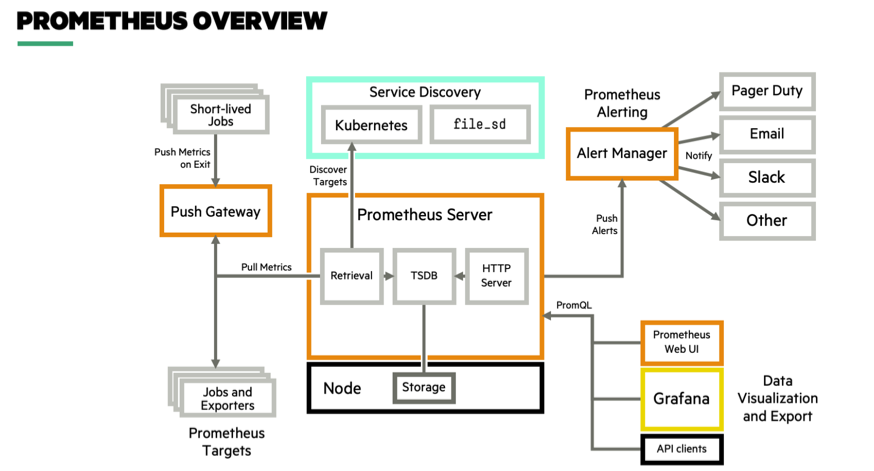 PROMETHEUS OVERVIEW
Short-lived
Jobs
Push Metrics
on Exit
Push Gateway
Pull Metrics
Jobs and
Exporters
Prometheus
Targets
Service Discovery
Kubernetes
file_sd
Discover
Targets
Prometheus Server
Retrieval
TSDB
HTTP
Server
Node
Storage
Prometheus
Alerting
Alert Manager
Push
Alerts
Notify
Pager Duty
Email
Slack
Other
PromQL
Prometheus
Web UI
Grafana
API clients
Data
Visualization
and Export